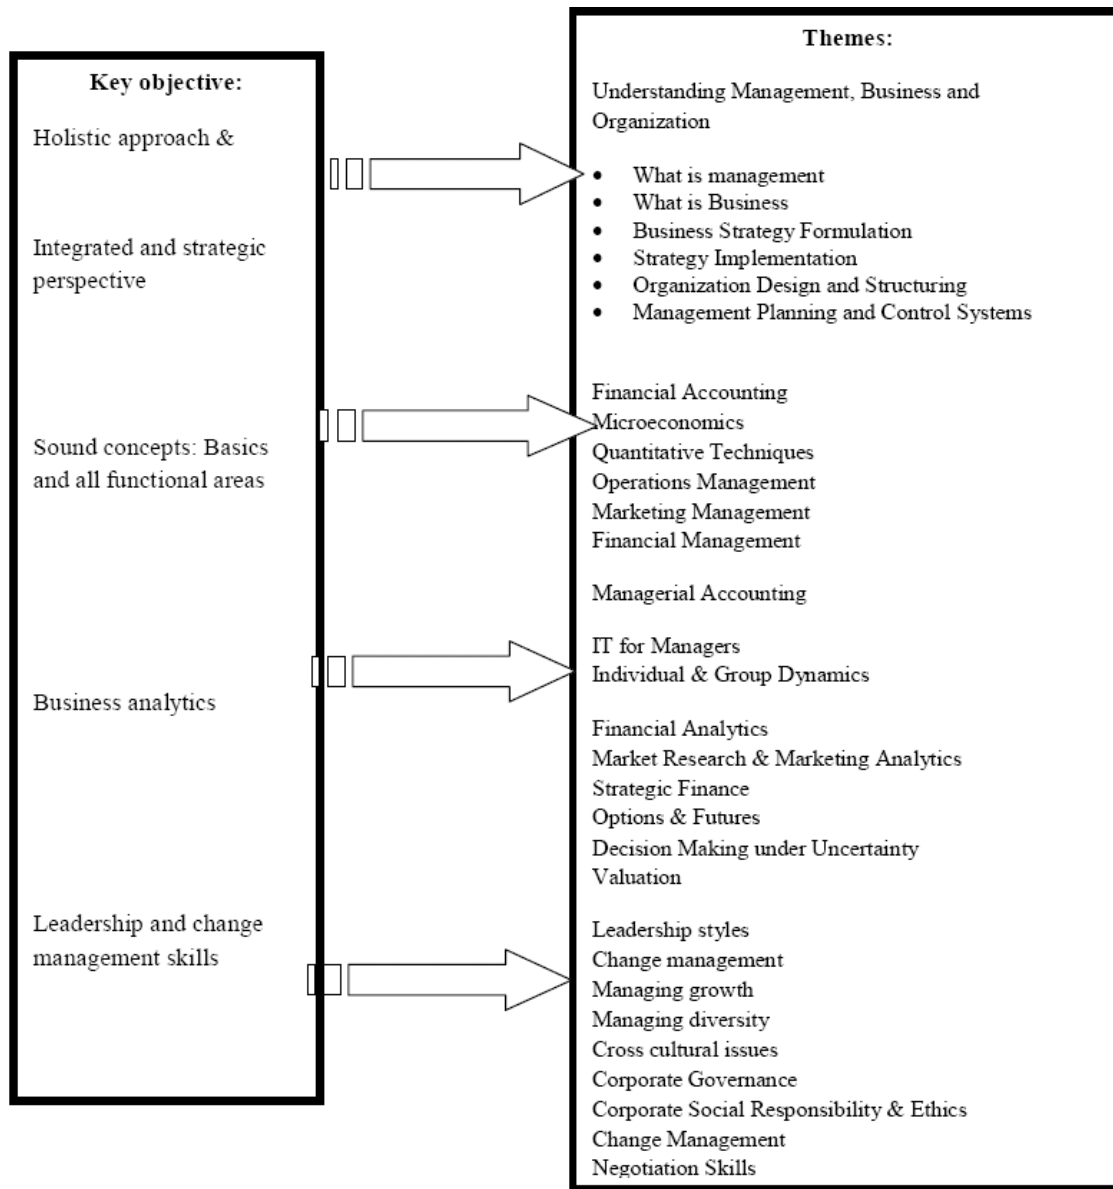 Key objective:
Holistic approach &
Integrated and strategic
perspective
Sound concepts: Basics
and all functional areas
Business analytics
Leadership and change
management skills
Themes:
Understanding Management, Business and
Organization
• What is management
• What is Business
• Business Strategy Formulation
• Strategy Implementation
• Organization Design and Structuring
• Management Planning and Control Systems
Financial Accounting
Microeconomics
Quantitative Techniques
Operations Management
Marketing Management
Financial Management
Managerial Accounting
IT for Managers
Individual & Group Dynamics
Financial Analytics
Market Research & Marketing Analytics
Strategic Finance
Options & Futures
Decision Making under Uncertainty
Valuation
Leadership styles
Change management
Managing growth
Managing diversity
Cross cultural issues
Corporate Governance
Corporate Social Responsibility & Ethics
Change Management
Negotiation Skills